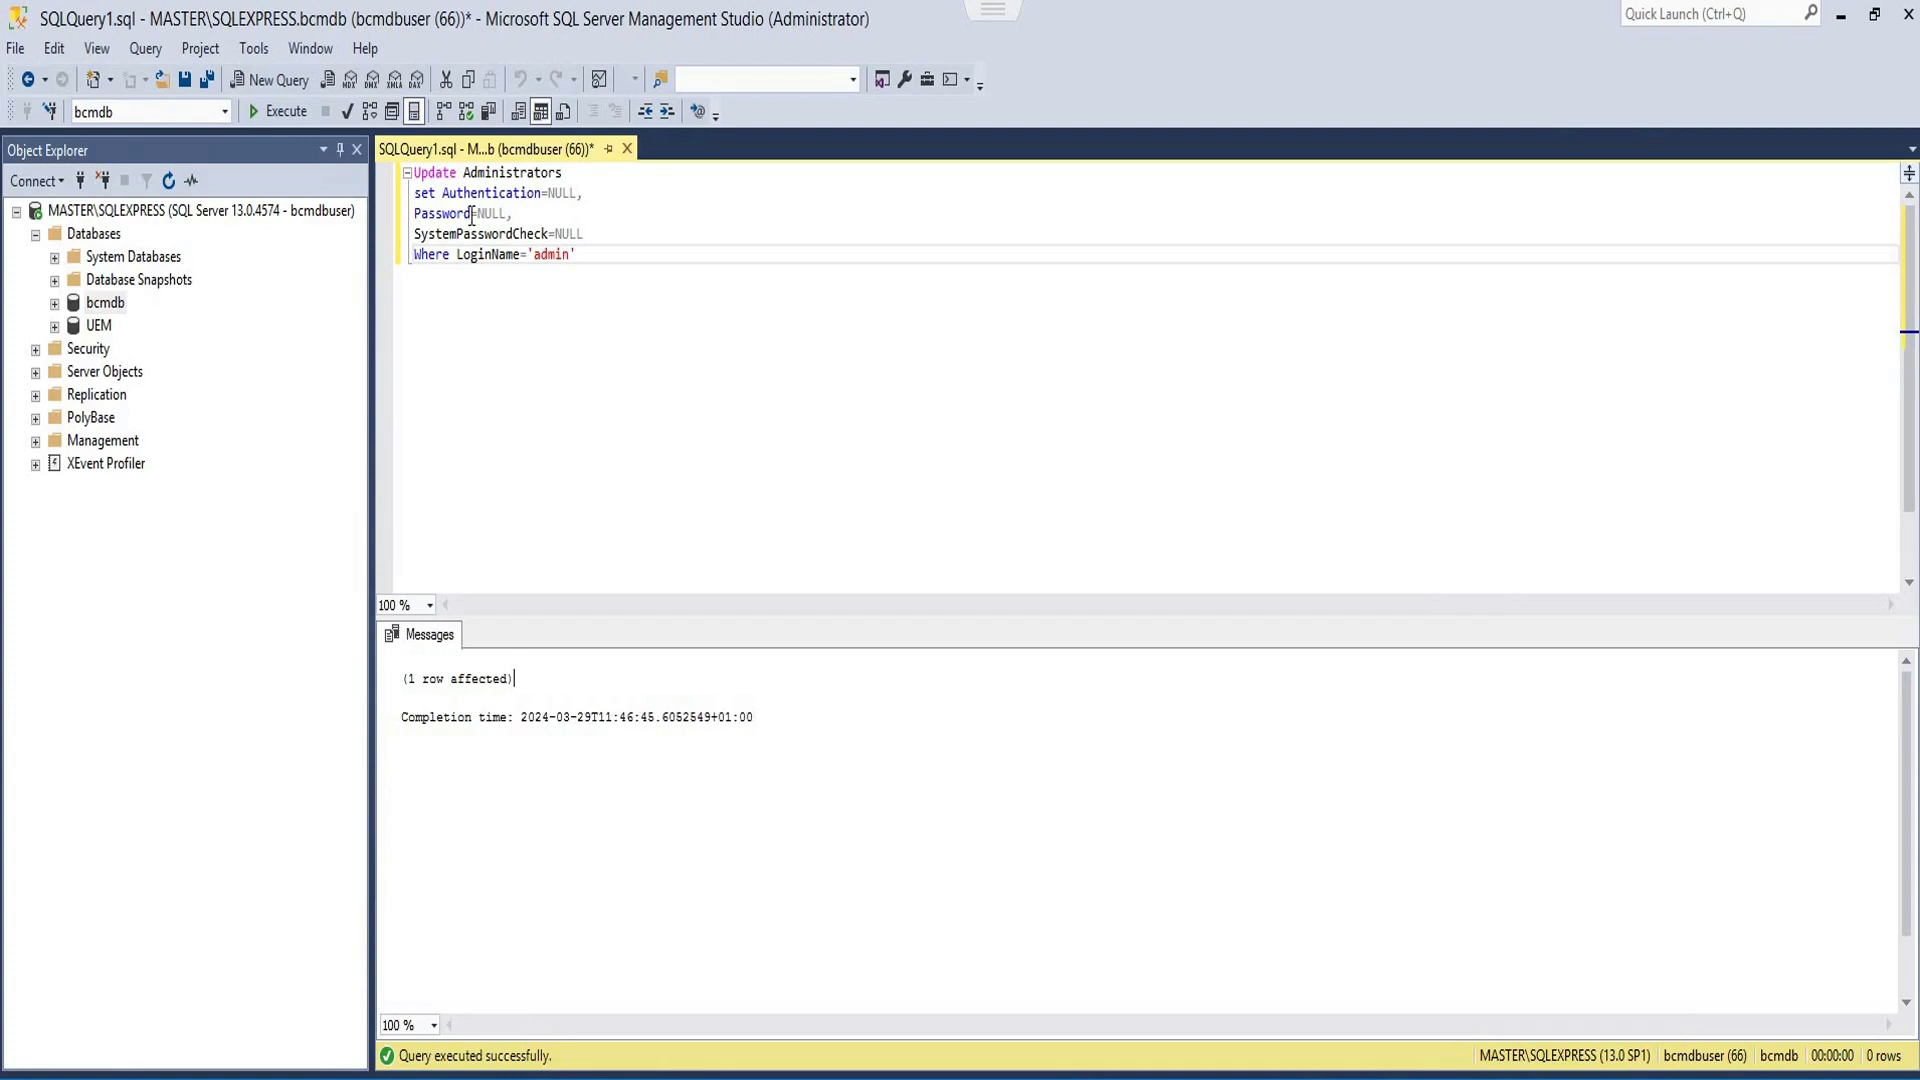 SQLQuery1.sql - MASTER\SQLEXPRESS.bcmdb (bcmdbuser (66))* - Microsoft SQL Server Management Studio (Administrator)
Quick Launch (Ctrl+Q)
File Edit View Query Project Tools Window Help
New Query MDX DMX XMLA DAX
bcmdb Execute
Object Explorer
SQLQuery1.sql - M...b (bcmdbuser (66))*
Connect
MASTER\SQLEXPRESS (SQL Server 13.0.4574 - bcmdbuser)
Databases
System Databases
Database Snapshots
bcmdb
UEM
Security
Server Objects
Replication
PolyBase
Management
XEvent Profiler
Update Administrators
set Authentication=NULL,
Password=NULL,
SystemPasswordCheck=NULL
Where LoginName='admin'
100 %
Messages
(1 row affected)
Completion time: 2024-03-29T11:46:45.6052549+01:00
100 %
Query executed successfully.
MASTER\SQLEXPRESS (13.0 SP1) bcmdbuser (66) bcmdb 00:00:00 0 rows